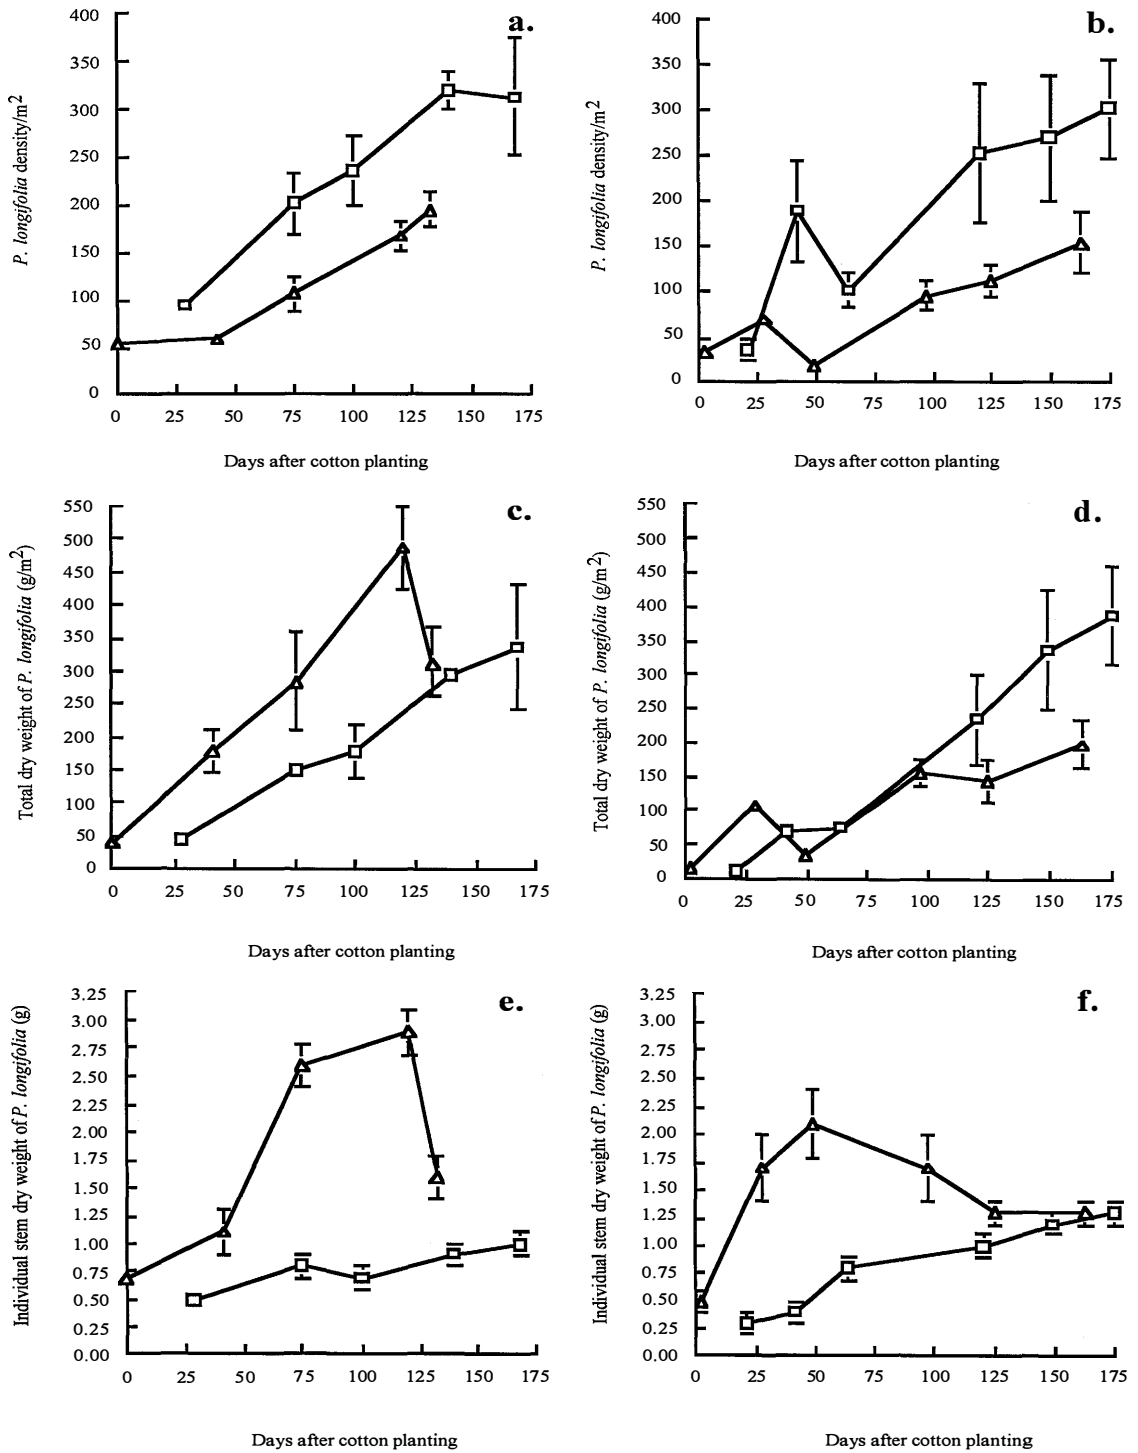 a.
P. longifolia density/m2
400
350
300
250
200
150
100
50
0
0 25 50 75 100 125 150 175
Days after cotton planting
b.
P. longifolia density/m2
400
350
300
250
200
150
100
50
0
0 25 50 75 100 125 150 175
Days after cotton planting
c.
Total dry weight of P. longifolia (g/m2)
550
500
450
400
350
300
250
200
150
100
50
0
0 25 50 75 100 125 150 175
Days after cotton planting
d.
Total dry weight of P. longifolia (g/m2)
550
500
450
400
350
300
250
200
150
100
50
0
0 25 50 75 100 125 150 175
Days after cotton planting
e.
Individual stem dry weight of P. longifolia (g)
3.25
3.00
2.75
2.50
2.25
2.00
1.75
1.50
1.25
1.00
0.75
0.50
0.25
0.00
0 25 50 75 100 125 150 175
Days after cotton planting
f.
Individual stem dry weight of P. longifolia (g)
3.25
3.00
2.75
2.50
2.25
2.00
1.75
1.50
1.25
1.00
0.75
0.50
0.25
0.00
0 25 50 75 100 125 150 175
Days after cotton planting